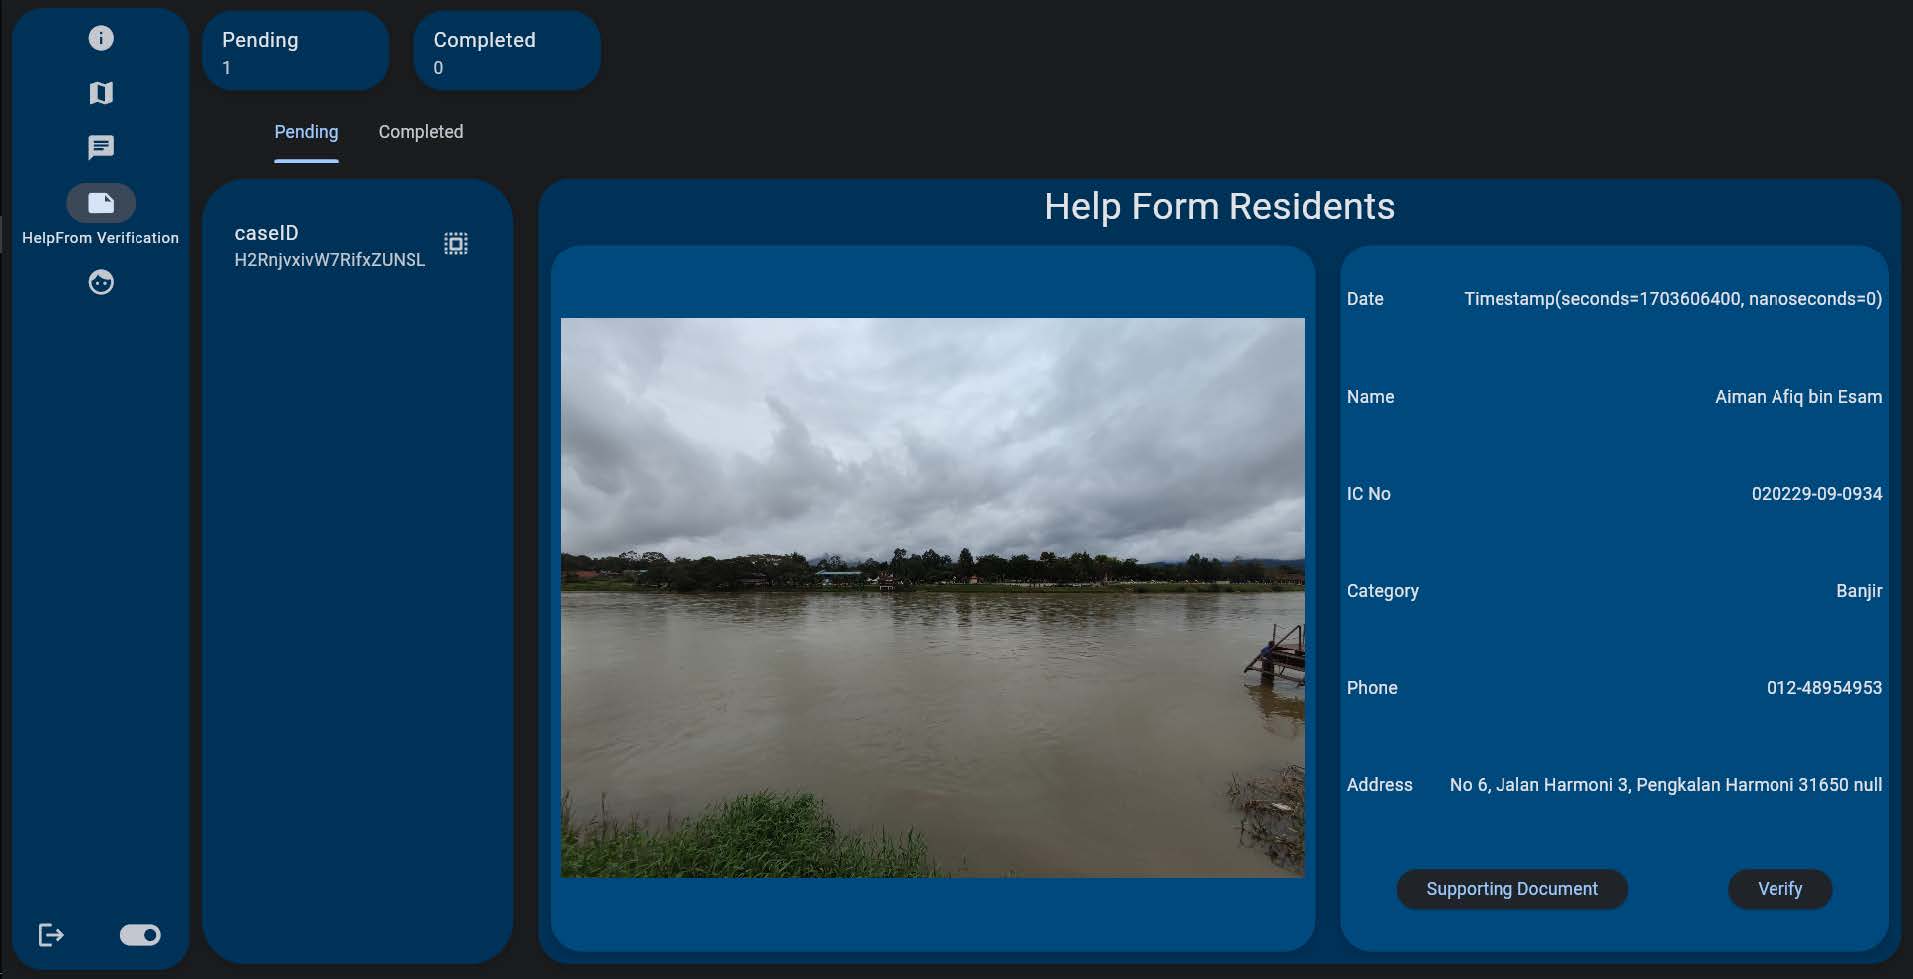 HelpFrom Verification
Pending
1
Completed
0
Pending
Completed
caseID
H2RnjvxivW7RifxZUNSL
Help Form Residents
Date
Timestamp(seconds=1703606400, nanoseconds=0)
Name
Aiman Afiq bin Esam
IC No
020229-09-0934
Category
Banjir
Phone
012-48954953
Address
No 6, Jalan Harmoni 3, Pengkalan Harmoni 31650 null
Supporting Document
Verify